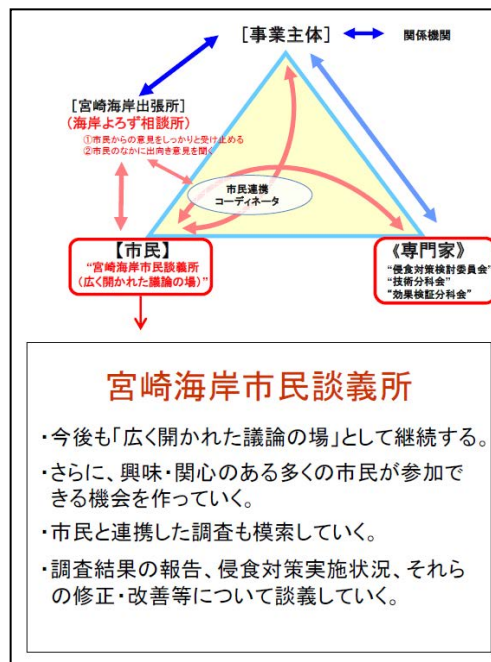 [事業主体]
関係機関
[宮崎海岸出張所]
(海岸よろず相談所)
①市民からの意見をしっかりと受け止める
②市民のなかに出向き意見を聞く
市民連携
コーディネータ
【市民】
“宮崎海岸市民談義所
(広く開かれた議論の場)”
《専門家》
“侵食対策検討委員会”
“技術分科会”
“効果検証分科会”
宮崎海岸市民談義所
・今後も「広く開かれた議論の場」として継続する。
・さらに、興味・関心のある多くの市民が参加で
きる機会を作っていく。
・市民と連携した調査も模索していく。
・調査結果の報告、侵食対策実施状況、それら
の修正・改善等について談義していく。